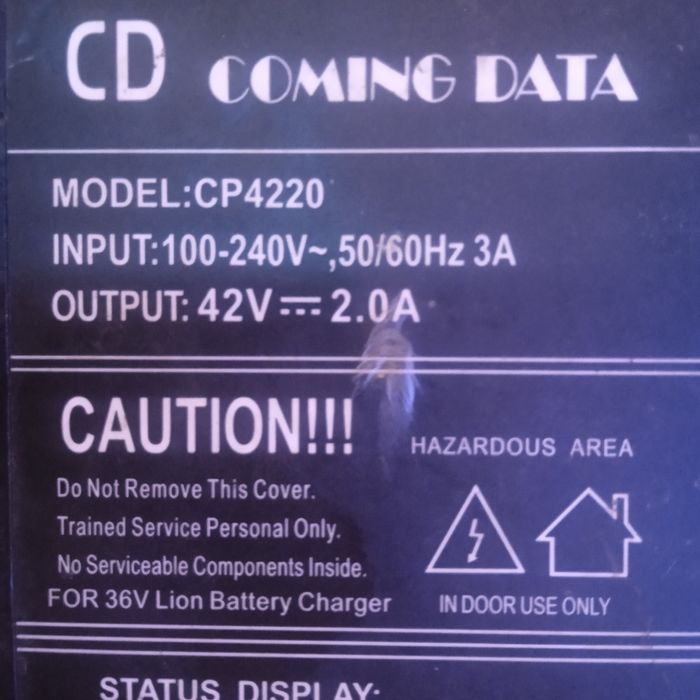 CD COMING DATA
MODEL:CP4220
INPUT:100-240V~,50/60Hz 3A
OUTPUT: 42V⎓2.0A
CAUTION!!!
HAZARDOUS AREA
Do Not Remove This Cover.
Trained Service Personal Only.
No Serviceable Components Inside.
FOR 36V Lion Battery Charger
IN DOOR USE ONLY
STATUS DISPLAY: